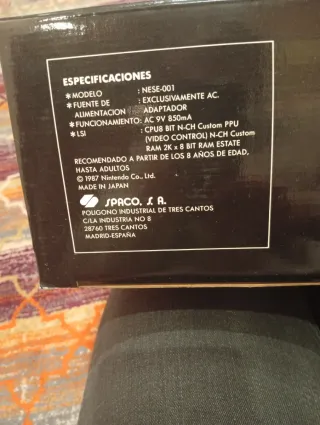 ESPECIFICACIONES
* MODELO : NESE-001
* FUENTE DE ALIMENTACION : EXCLUSIVAMENTE AC. ADAPTADOR
* FUNCIONAMIENTO: AC 9V 850mA
* LSI : CPU8 BIT N-CH Custom PPU
(VIDEO CONTROL) N-CH Custom
RAM 2K x 8 BIT RAM ESTATE
RECOMENDADO A PARTIR DE LOS 8 AÑOS DE EDAD,
HASTA ADULTOS
© 1987 Nintendo Co., Ltd.
MADE IN JAPAN
SPACO, S.A.
POLIGONO INDUSTRIAL DE TRES CANTOS
C/LA INDUSTRIA NO 8
28760 TRES CANTOS
MADRID-ESPAÑA